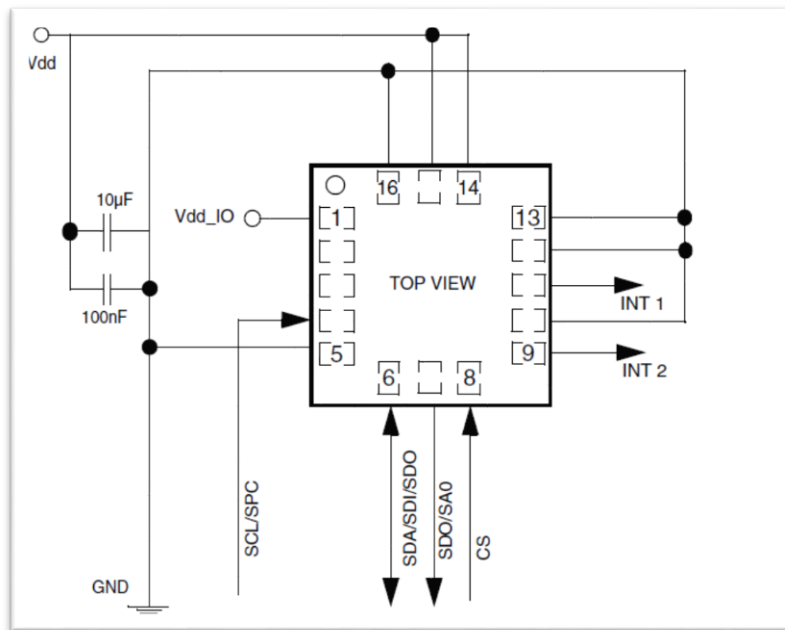 Vdd
16
14
10µF
Vdd_IO
1
13
TOP VIEW
INT 1
100nF
5
9
INT 2
6
8
SCL/SPC
SDA/SDI/SDO
SDO/SA0
CS
GND